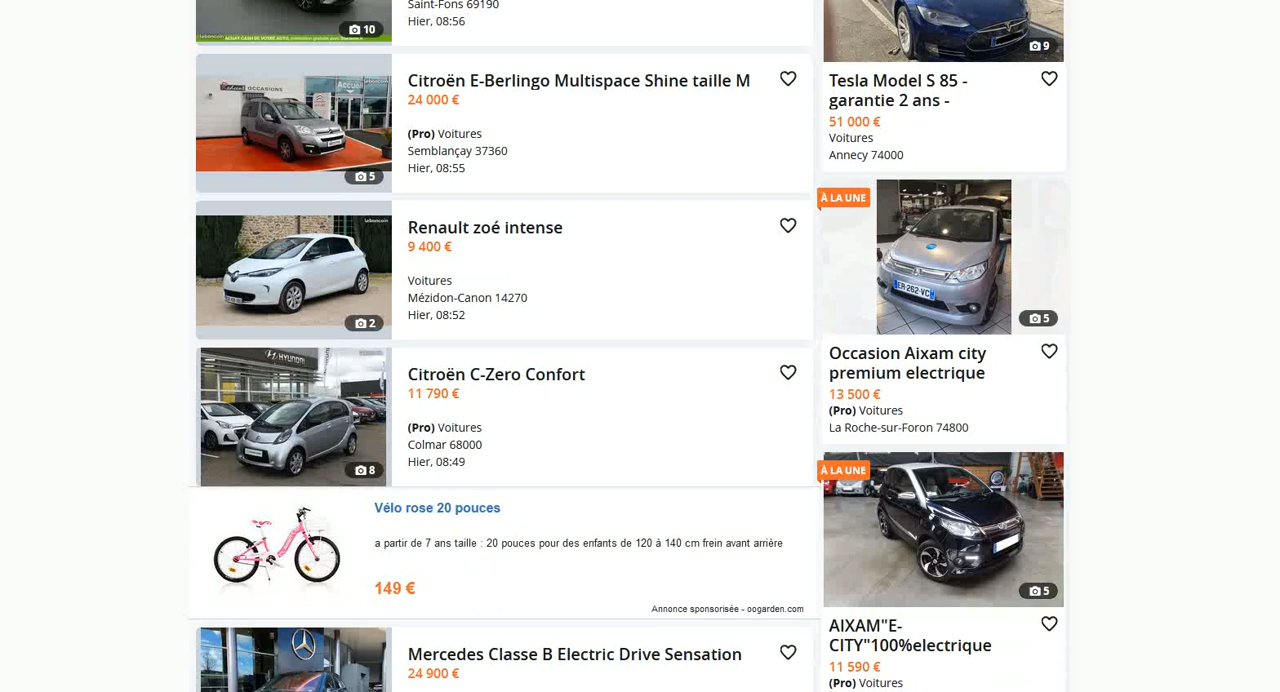 Saint-Fons 69190
Hier, 08:56
10
Citroën E-Berlingo Multispace Shine taille M
24 000 €
(Pro) Voitures
Semblançay 37360
Hier, 08:55
OCCASIONS
Accueil
5
Renault zoé intense
9 400 €
Voitures
Mézidon-Canon 14270
Hier, 08:52
leboncoin
2
Citroën C-Zero Confort
11 790 €
(Pro) Voitures
Colmar 68000
Hier, 08:49
HYUNDAI
8
Vélo rose 20 pouces
a partir de 7 ans taille : 20 pouces pour des enfants de 120 à 140 cm frein avant arrière
149 €
Annonce sponsorisée - oogarden.com
Mercedes Classe B Electric Drive Sensation
24 900 €
9
Tesla Model S 85 -
garantie 2 ans -
51 000 €
Voitures
Annecy 74000
À LA UNE
ER-262-VC
5
Occasion Aixam city
premium electrique
13 500 €
(Pro) Voitures
La Roche-sur-Foron 74800
À LA UNE
5
AIXAM"E-
CITY"100%electrique
11 590 €
(Pro) Voitures